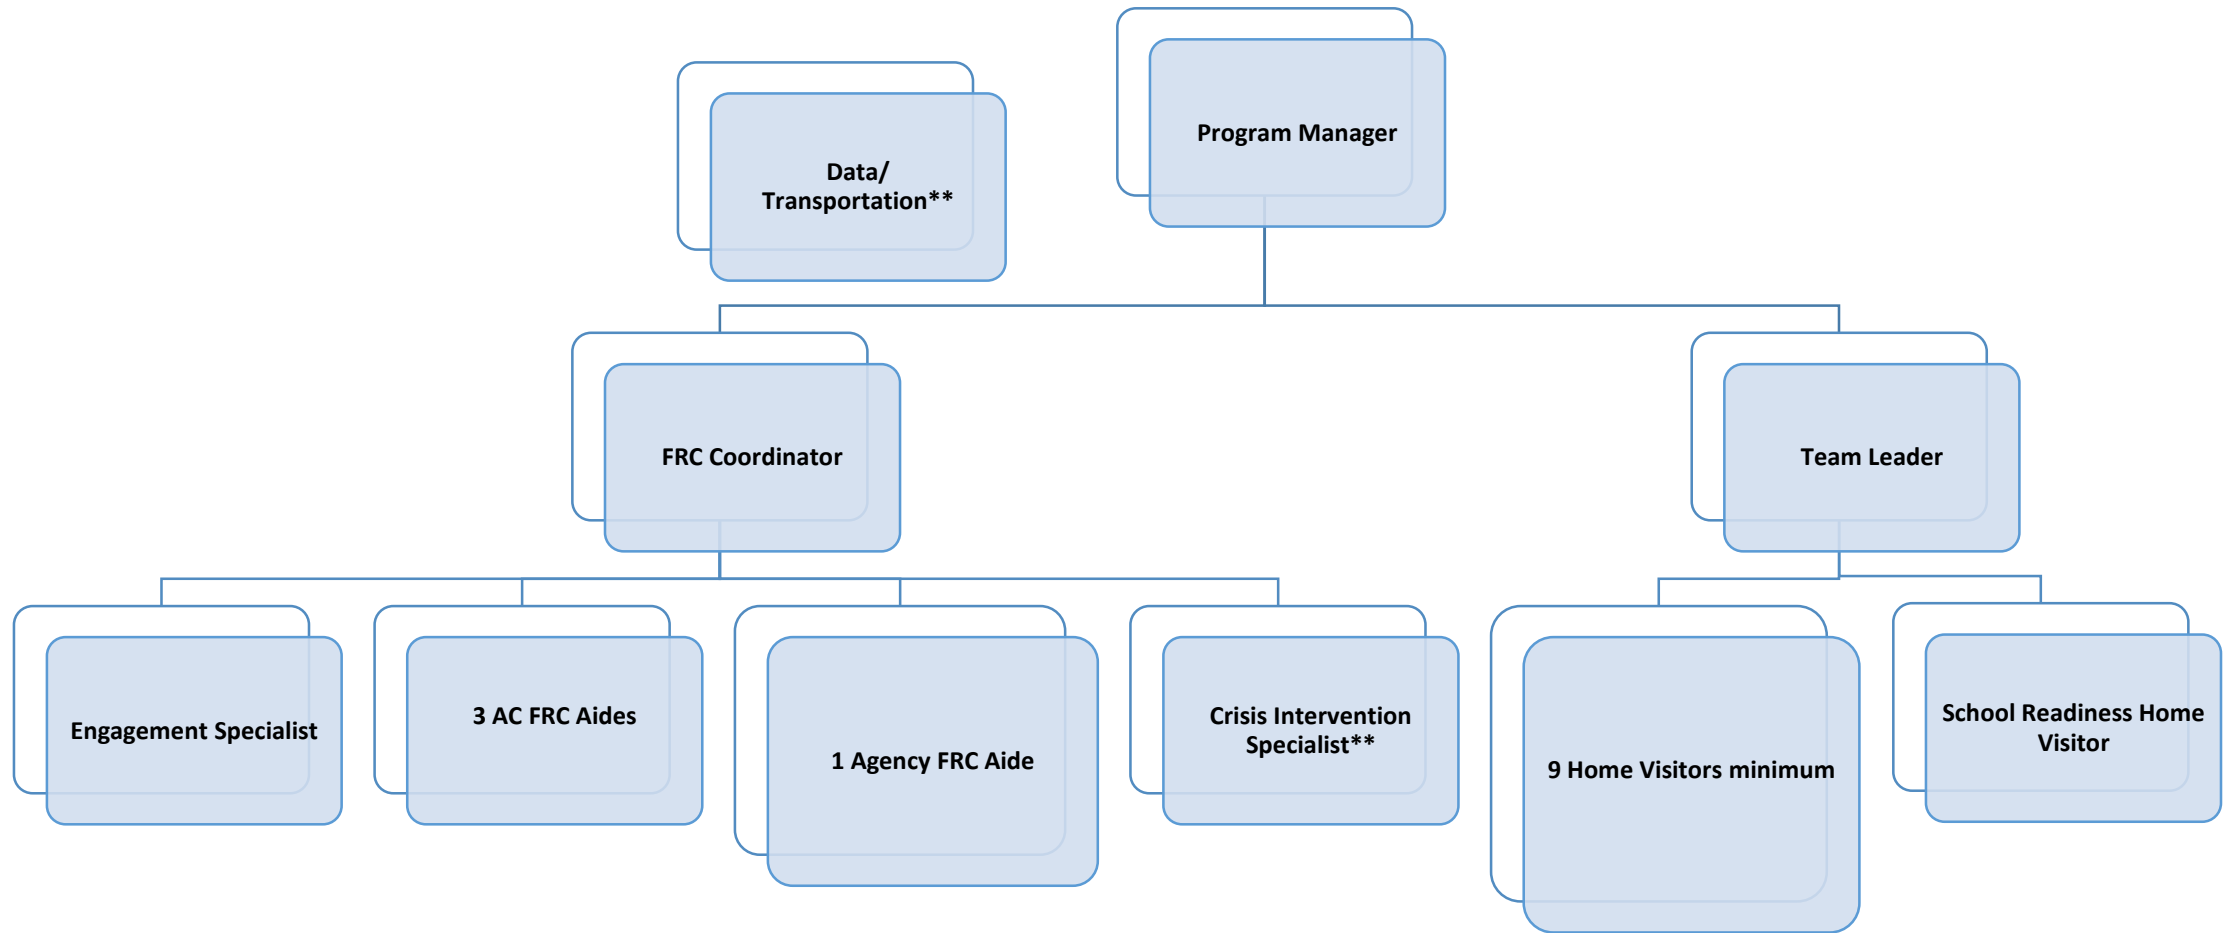 Program Manager
Data/
Transportation**
FRC Coordinator
Team Leader
Engagement Specialist
3 AC FRC Aides
1 Agency FRC Aide
Crisis Intervention
Specialist**
9 Home Visitors minimum
School Readiness Home
Visitor